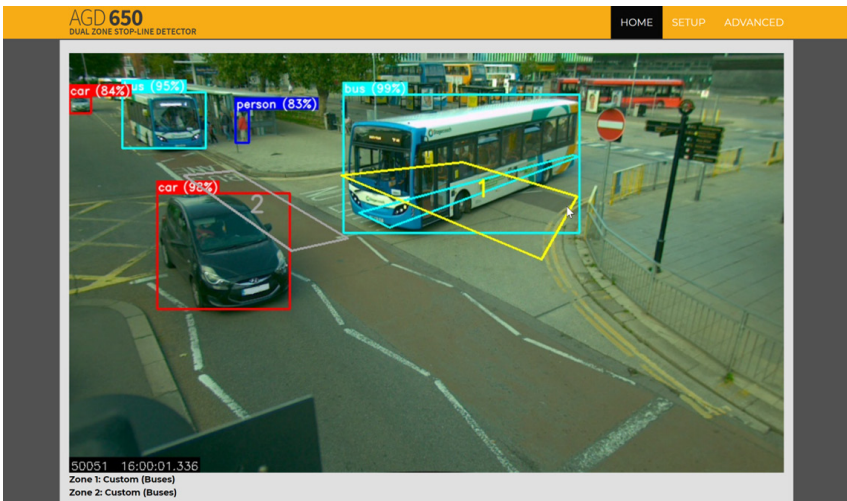 AGD 650
DUAL ZONE STOP-LINE DETECTOR
HOME SETUP ADVANCED
car (84%)
us (95%)
person (83%)
bus (99%)
car (98%)
1
2
50051 16:00:01.336
Zone 1: Custom (Buses)
Zone 2: Custom (Buses)